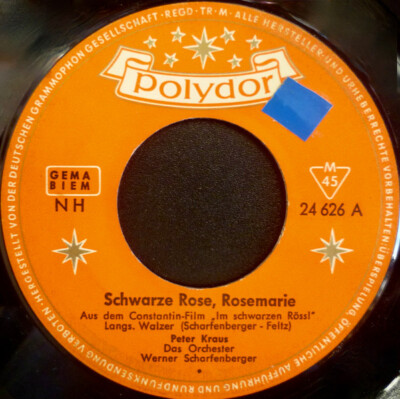 HERGESTELLT VON DER DEUTSCHEN GRAMMOPHON GESELLSCHAFT · REGD · TR · M · ALLE HERSTELLER- UND URHEBERRECHTE VORBEHALTEN · ÜBERSPIELUNG, ÖFFENTLICHE AUFFÜHRUNG UND RUNDFUNKSENDUNG VERBOTEN ·
polydor
GEMA
BIEM
NH
M
45
24 626 A
Schwarze Rose, Rosemarie
Aus dem Constantin-Film „Im schwarzen Rössl"
Langs. Walzer (Scharfenberger - Feltz)
Peter Kraus
Das Orchester
Werner Scharfenberger